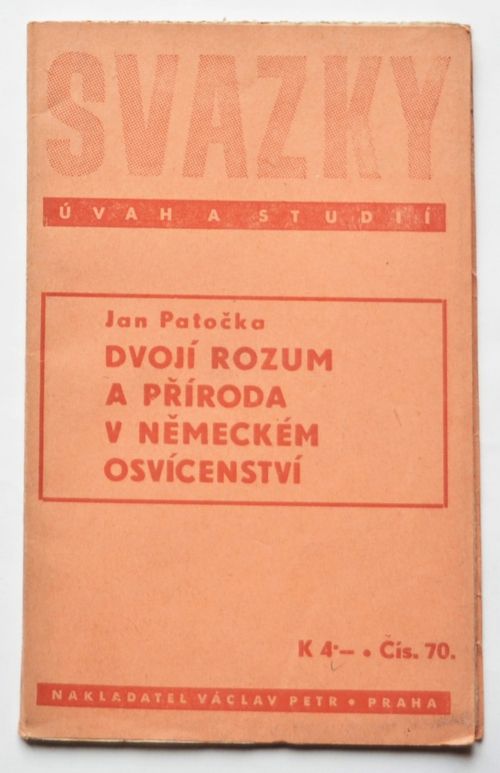 SVAZKY
ÚVAH A STUDIÍ
Jan Patočka
DVOJÍ ROZUM
A PŘÍRODA
V NĚMECKÉM
OSVÍCENSTVÍ
K 4·— • Čís. 70.
NAKLADATEL VÁCLAV PETR • PRAHA